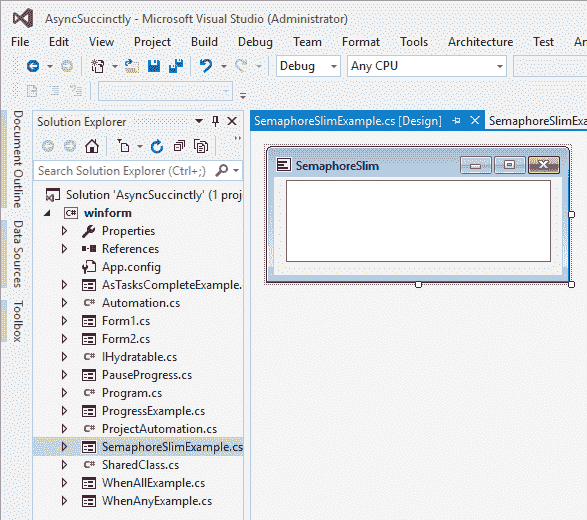 AsyncSuccinctly - Microsoft Visual Studio (Administrator)
File Edit View Project Build Debug Team Format Tools Architecture Test An
Debug Any CPU
Document Outline
Data Sources
Toolbox
Solution Explorer
Search Solution Explorer (Ctrl+;)
Solution 'AsyncSuccinctly' (1 proj
C# winform
Properties
References
App.config
AsTasksCompleteExample.
C# Automation.cs
Form1.cs
Form2.cs
C# IHydratable.cs
PauseProgress.cs
C# Program.cs
ProgressExample.cs
C# ProjectAutomation.cs
SemaphoreSlimExample.cs
C# SharedClass.cs
WhenAllExample.cs
WhenAnyExample.cs
SemaphoreSlimExample.cs [Design] SemaphoreSlimExa
SemaphoreSlim